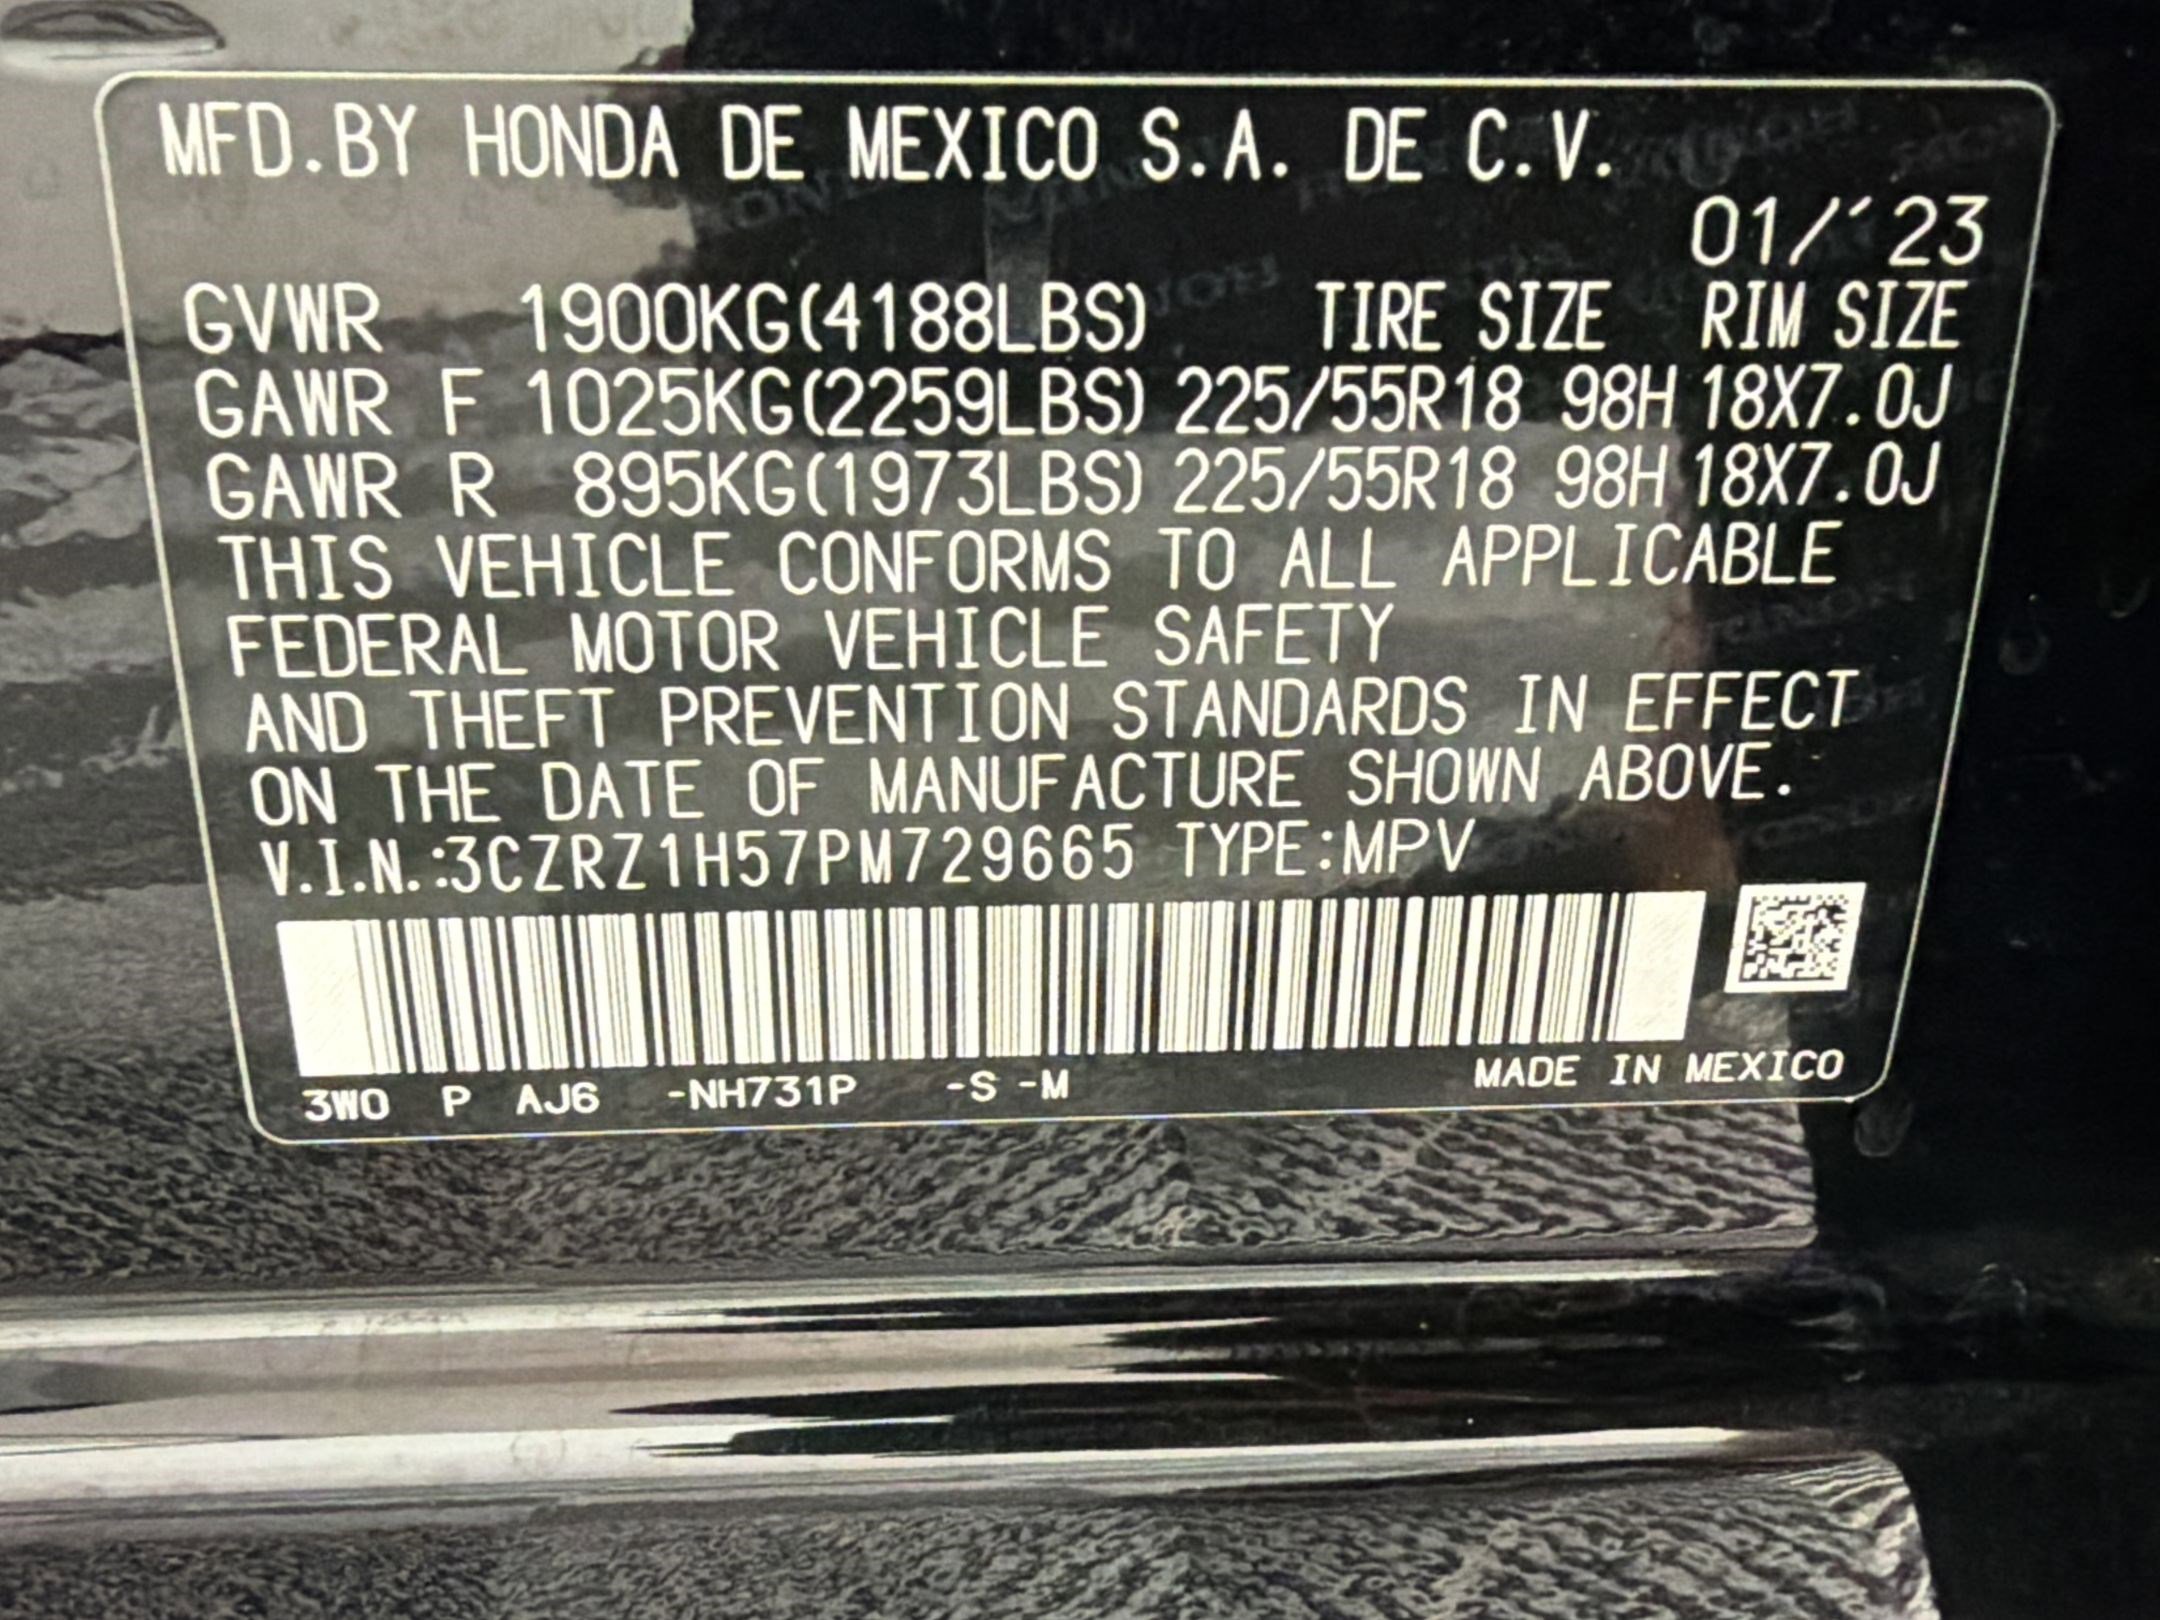 MFD.BY HONDA DE MEXICO S.A. DE C.V.
01/´23
GVWR 1900KG(4188LBS) TIRE SIZE RIM SIZE
GAWR F 1025KG(2259LBS) 225/55R18 98H 18X7.0J
GAWR R 895KG(1973LBS) 225/55R18 98H 18X7.0J
THIS VEHICLE CONFORMS TO ALL APPLICABLE
FEDERAL MOTOR VEHICLE SAFETY
AND THEFT PREVENTION STANDARDS IN EFFECT
ON THE DATE OF MANUFACTURE SHOWN ABOVE.
V.I.N.:3CZRZ1H57PM729665 TYPE:MPV
3W0 P AJ6 -NH731P -S -M MADE IN MEXICO